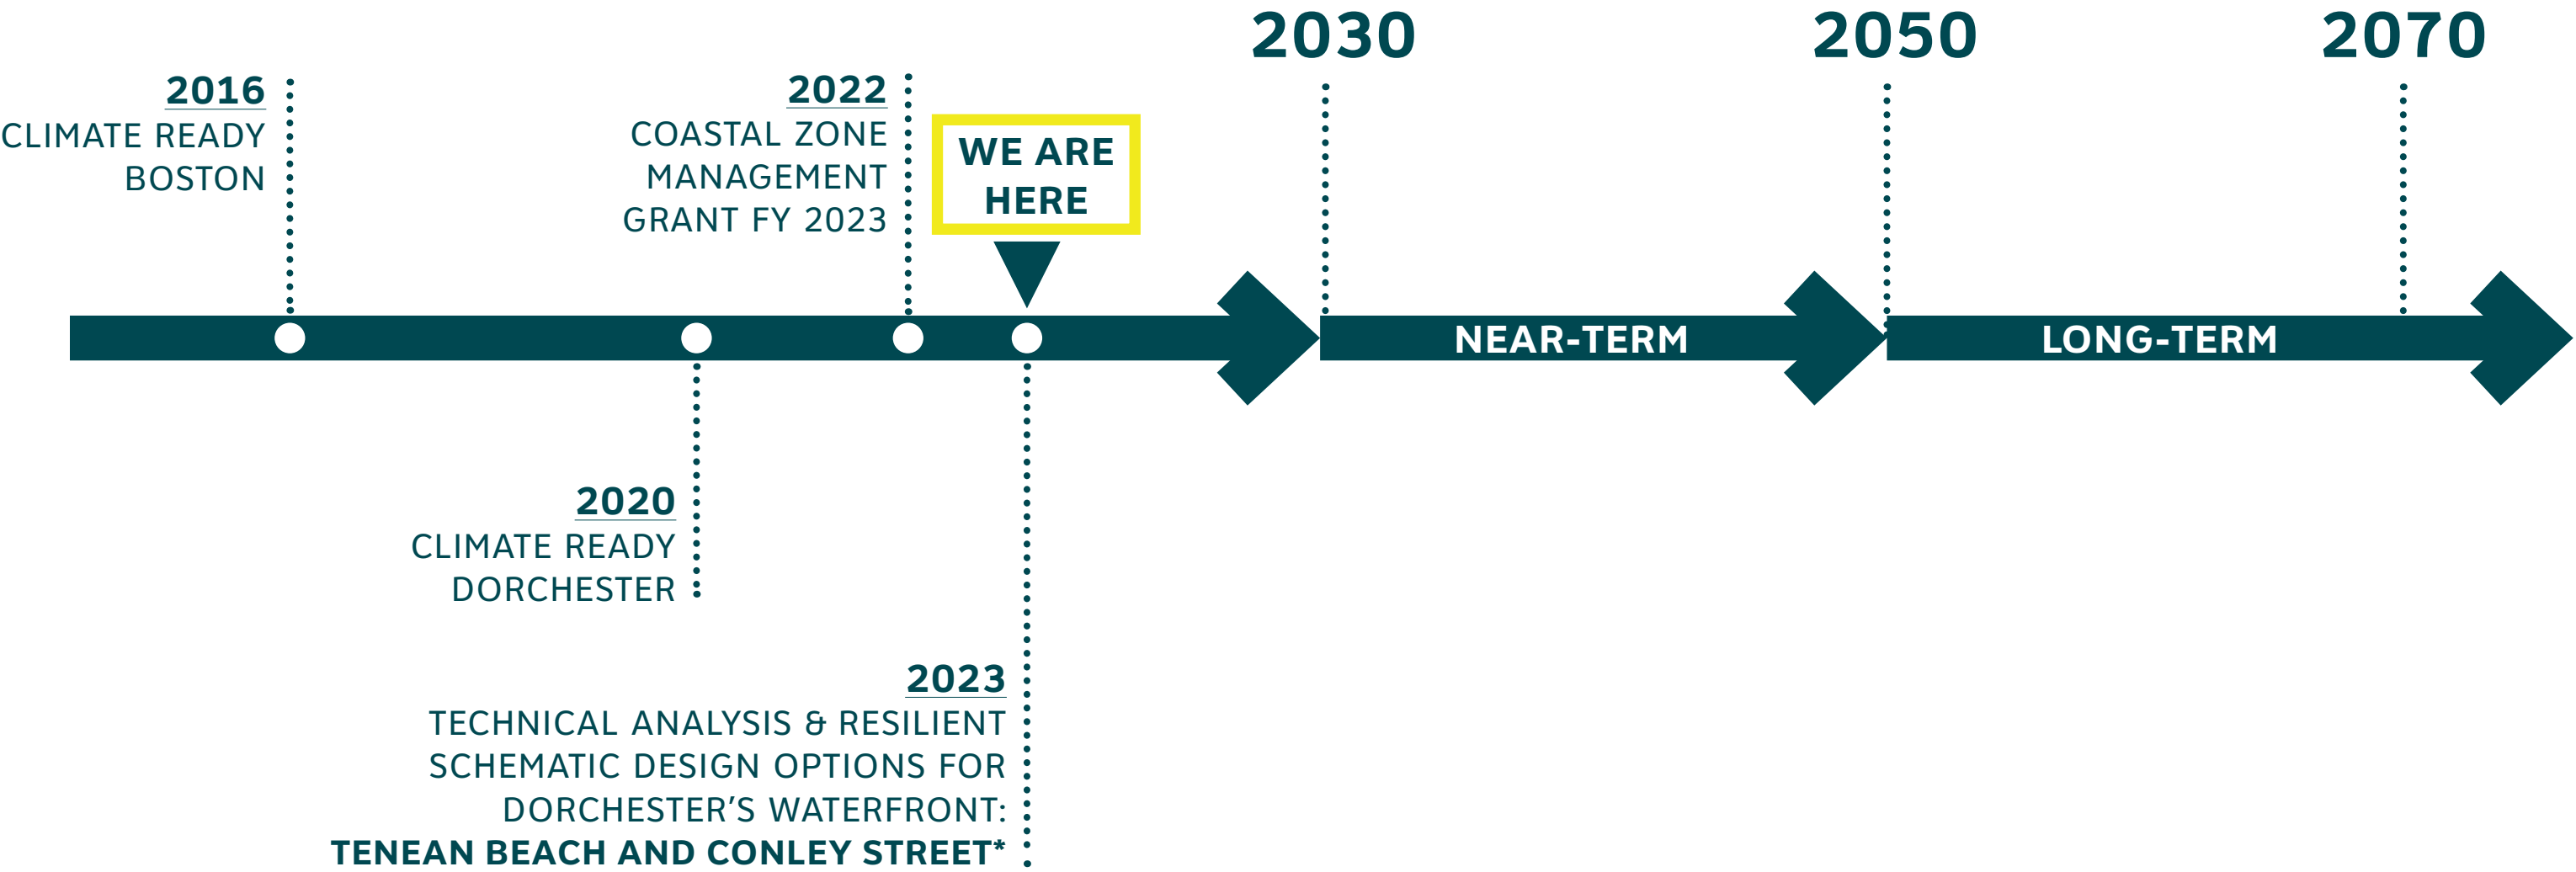 2030
2050
2070
2016
CLIMATE READY
BOSTON
2022
COASTAL ZONE
MANAGEMENT
GRANT FY 2023
WE ARE
HERE
NEAR-TERM
LONG-TERM
2020
CLIMATE READY
DORCHESTER
2023
TECHNICAL ANALYSIS & RESILIENT
SCHEMATIC DESIGN OPTIONS FOR
DORCHESTER’S WATERFRONT:
TENEAN BEACH AND CONLEY STREET*